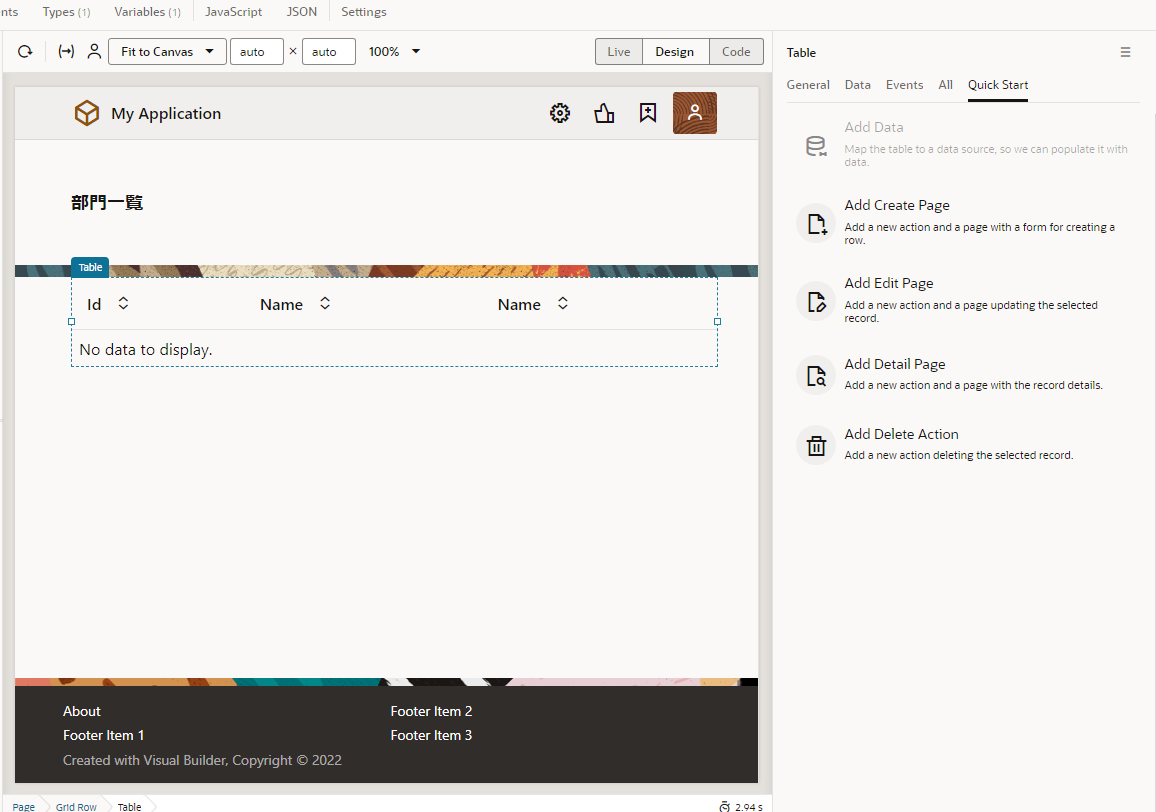 nts Types (1) Variables (1) JavaScript JSON Settings
Fit to Canvas auto × auto 100% Live Design Code
Table
General Data Events All Quick Start
My Application
部門一覧
Table
Id Name Name
No data to display.
About Footer Item 2
Footer Item 1 Footer Item 3
Created with Visual Builder, Copyright © 2022
Add Data
Map the table to a data source, so we can populate it with
data.
Add Create Page
Add a new action and a page with a form for creating a
row.
Add Edit Page
Add a new action and a page updating the selected
record.
Add Detail Page
Add a new action and a page with the record details.
Add Delete Action
Add a new action deleting the selected record.
Page Grid Row Table 2.94 s